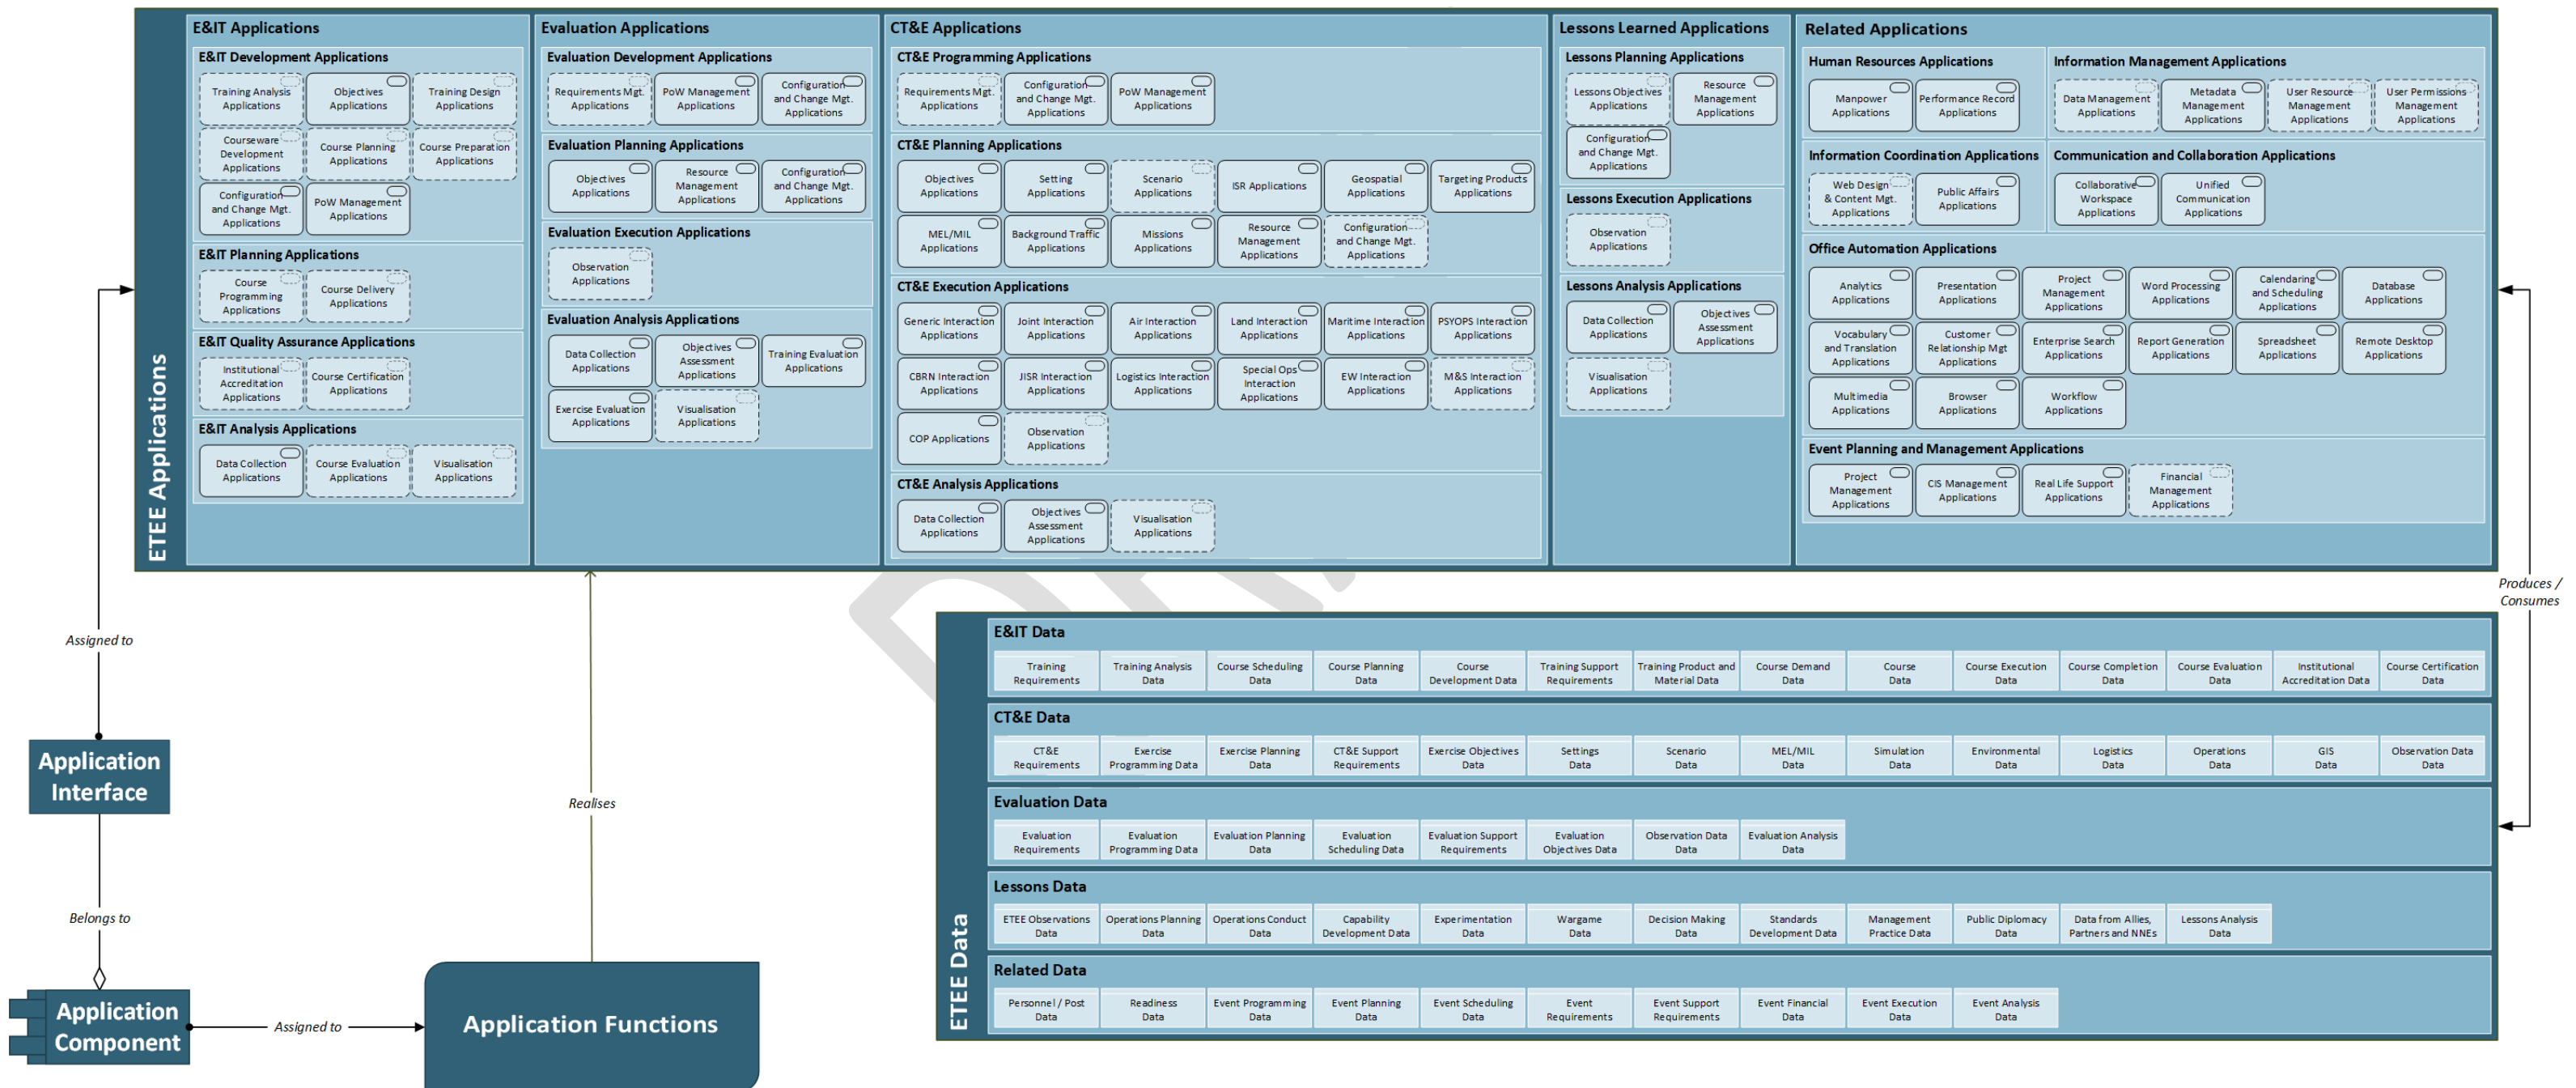 ETEE Applications
E&IT Applications
E&IT Development Applications
Training Analysis
Applications
Objectives
Applications
Training Design
Applications
Courseware
Development
Applications
Course Planning
Applications
Course Preparation
Applications
Configuration
and Change Mgt.
Applications
PoW Management
Applications
E&IT Planning Applications
Course
Programming
Applications
Course Delivery
Applications
E&IT Quality Assurance Applications
Institutional
Accreditation
Applications
Course Certification
Applications
E&IT Analysis Applications
Data Collection
Applications
Course Evaluation
Applications
Visualisation
Applications
Evaluation Applications
Evaluation Development Applications
Requirements Mgt.
Applications
PoW Management
Applications
Configuration
and Change Mgt.
Applications
Evaluation Planning Applications
Objectives
Applications
Resource
Management
Applications
Configuration
and Change Mgt.
Applications
Evaluation Execution Applications
Observation
Applications
Evaluation Analysis Applications
Data Collection
Applications
Objectives
Assessment
Applications
Training Evaluation
Applications
Exercise Evaluation
Applications
Visualisation
Applications
CT&E Applications
CT&E Programming Applications
Requirements Mgt.
Applications
Configuration
and Change Mgt.
Applications
PoW Management
Applications
CT&E Planning Applications
Objectives
Applications
Setting
Applications
Scenario
Applications
ISR Applications
Geospatial
Applications
Targeting Products
Applications
MEL/MIL
Applications
Background Traffic
Applications
Missions
Applications
Resource
Management
Applications
Configuration
and Change Mgt.
Applications
CT&E Execution Applications
Generic Interaction
Applications
Joint Interaction
Applications
Air Interaction
Applications
Land Interaction
Applications
Maritime Interaction
Applications
PSYOPS Interaction
Applications
CBRN Interaction
Applications
JISR Interaction
Applications
Logistics Interaction
Applications
Special Ops
Interaction
Applications
EW Interaction
Applications
M&S Interaction
Applications
COP Applications
Observation
Applications
CT&E Analysis Applications
Data Collection
Applications
Objectives
Assessment
Applications
Visualisation
Applications
Lessons Learned Applications
Lessons Planning Applications
Lessons Objectives
Applications
Resource
Management
Applications
Configuration
and Change Mgt.
Applications
Lessons Execution Applications
Observation
Applications
Lessons Analysis Applications
Data Collection
Applications
Objectives
Assessment
Applications
Visualisation
Applications
Related Applications
Human Resources Applications
Manpower
Applications
Performance Record
Applications
Information Management Applications
Data Management
Applications
Metadata
Management
Applications
User Resource
Management
Applications
User Permissions
Management
Applications
Information Coordination Applications
Web Design
& Content Mgt.
Applications
Public Affairs
Applications
Communication and Collaboration Applications
Collaborative
Workspace
Applications
Unified
Communication
Applications
Office Automation Applications
Analytics
Applications
Presentation
Applications
Project
Management
Applications
Word Processing
Applications
Calendaring
and Scheduling
Applications
Database
Applications
Vocabulary
and Translation
Applications
Customer
Relationship Mgt
Applications
Enterprise Search
Applications
Report Generation
Applications
Spreadsheet
Applications
Remote Desktop
Applications
Multimedia
Applications
Browser
Applications
Workflow
Applications
Event Planning and Management Applications
Project
Management
Applications
CIS Management
Applications
Real Life Support
Applications
Financial
Management
Applications
Produces /
Consumes
Assigned to
Application
Interface
Belongs to
Application
Component
Assigned to
Application Functions
Realises
ETEE Data
E&IT Data
Training
Requirements
Training Analysis
Data
Course Scheduling
Data
Course Planning
Data
Course
Development Data
Training Support
Requirements
Training Product and
Material Data
Course Demand
Data
Course
Data
Course Execution
Data
Course Completion
Data
Course Evaluation
Data
Institutional
Accreditation Data
Course Certification
Data
CT&E Data
CT&E
Requirements
Exercise
Programming Data
Exercise Planning
Data
CT&E Support
Requirements
Exercise Objectives
Data
Settings
Data
Scenario
Data
MEL/MIL
Data
Simulation
Data
Environmental
Data
Logistics
Data
Operations
Data
GIS
Data
Observation Data
Data
Evaluation Data
Evaluation
Requirements
Evaluation
Programming Data
Evaluation Planning
Data
Evaluation
Scheduling Data
Evaluation Support
Requirements
Evaluation
Objectives Data
Observation Data
Data
Evaluation Analysis
Data
Lessons Data
ETEE Observations
Data
Operations Planning
Data
Operations Conduct
Data
Capability
Development Data
Experimentation
Data
Wargame
Data
Decision Making
Data
Standards
Development Data
Management
Practice Data
Public Diplomacy
Data
Data from Allies,
Partners and NNEs
Lessons Analysis
Data
Related Data
Personnel / Post
Data
Readiness
Data
Event Programming
Data
Event Planning
Data
Event Scheduling
Data
Event
Requirements
Event Support
Requirements
Event Financial
Data
Event Execution
Data
Event Analysis
Data